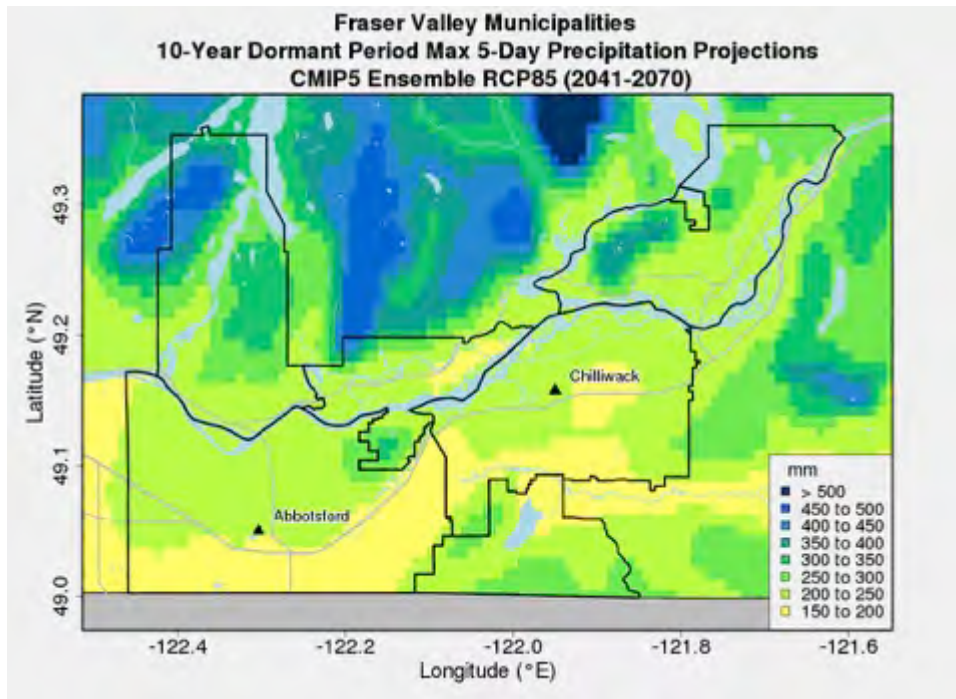 Fraser Valley Municipalities
10-Year Dormant Period Max 5-Day Precipitation Projections
CMIP5 Ensemble RCP85 (2041-2070)
Latitude (°N)
49.3
49.2
49.1
49.0
Chilliwack
Abbotsford
mm
> 500
450 to 500
400 to 450
350 to 400
300 to 350
250 to 300
200 to 250
150 to 200
-122.4 -122.2 -122.0 -121.8 -121.6
Longitude (°E)